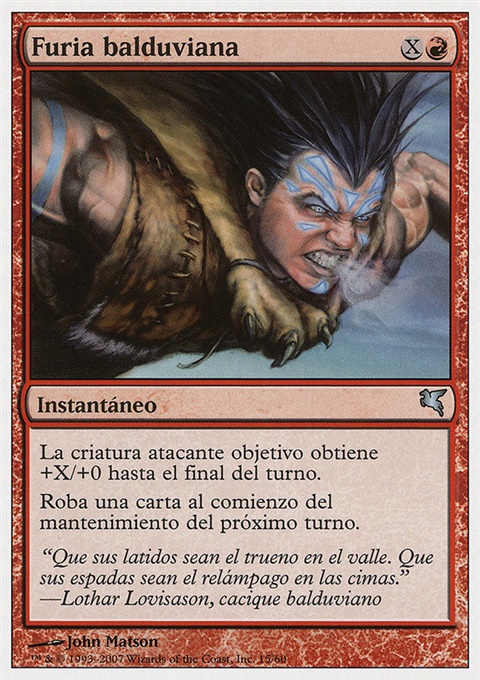 Furia balduviana
X
Instantáneo
La criatura atacante objetivo obtiene
+X/+0 hasta el final del turno.
Roba una carta al comienzo del
mantenimiento del próximo turno.
“Que sus latidos sean el trueno en el valle. Que
sus espadas sean el relámpago en las cimas.”
—Lothar Lovisason, cacique balduviano
John Matson
™ & © 1993-2007 Wizards of the Coast, Inc. 15/60